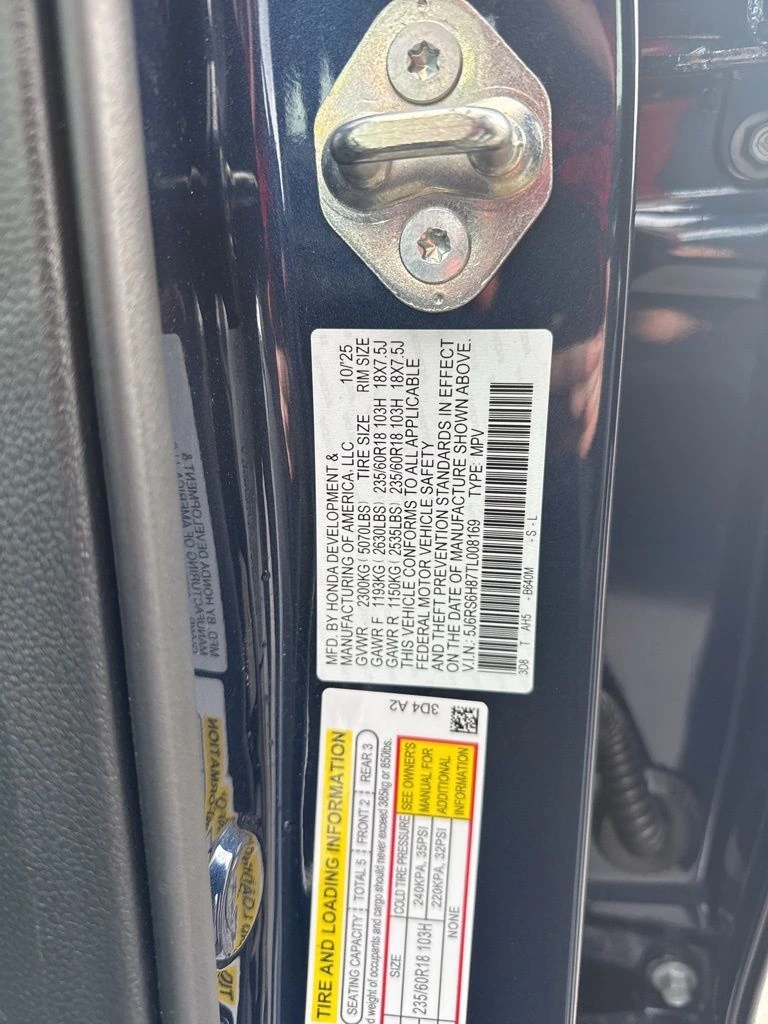 MFD. BY HONDA DEVELOPMENT &
MANUFACTURING OF AMERICA, LLC 10/'25
GVWR 2300KG ( 5070LBS) TIRE SIZE RIM SIZE
GAWR F 1193KG ( 2630LBS) 235/60R18 103H 18X7.5J
GAWR R 1150KG ( 2535LBS) 235/60R18 103H 18X7.5J
THIS VEHICLE CONFORMS TO ALL APPLICABLE
FEDERAL MOTOR VEHICLE SAFETY
AND THEFT PREVENTION STANDARDS IN EFFECT
ON THE DATE OF MANUFACTURE SHOWN ABOVE.
V.I.N.: 5J6RS6H87TL008169 TYPE: MPV
3D8 T AH5 - B640M - S - L
3D4 A2
TIRE AND LOADING INFORMATION
SEATING CAPACITY TOTAL 5 FRONT 2 REAR 3
d weight of occupants and cargo should never exceed 385kg or 850lbs.
SIZE COLD TIRE PRESSURE SEE OWNER'S
MANUAL FOR
ADDITIONAL
INFORMATION
235/60R18 103H 240KPA, 35PSI
220KPA, 32PSI
NONE